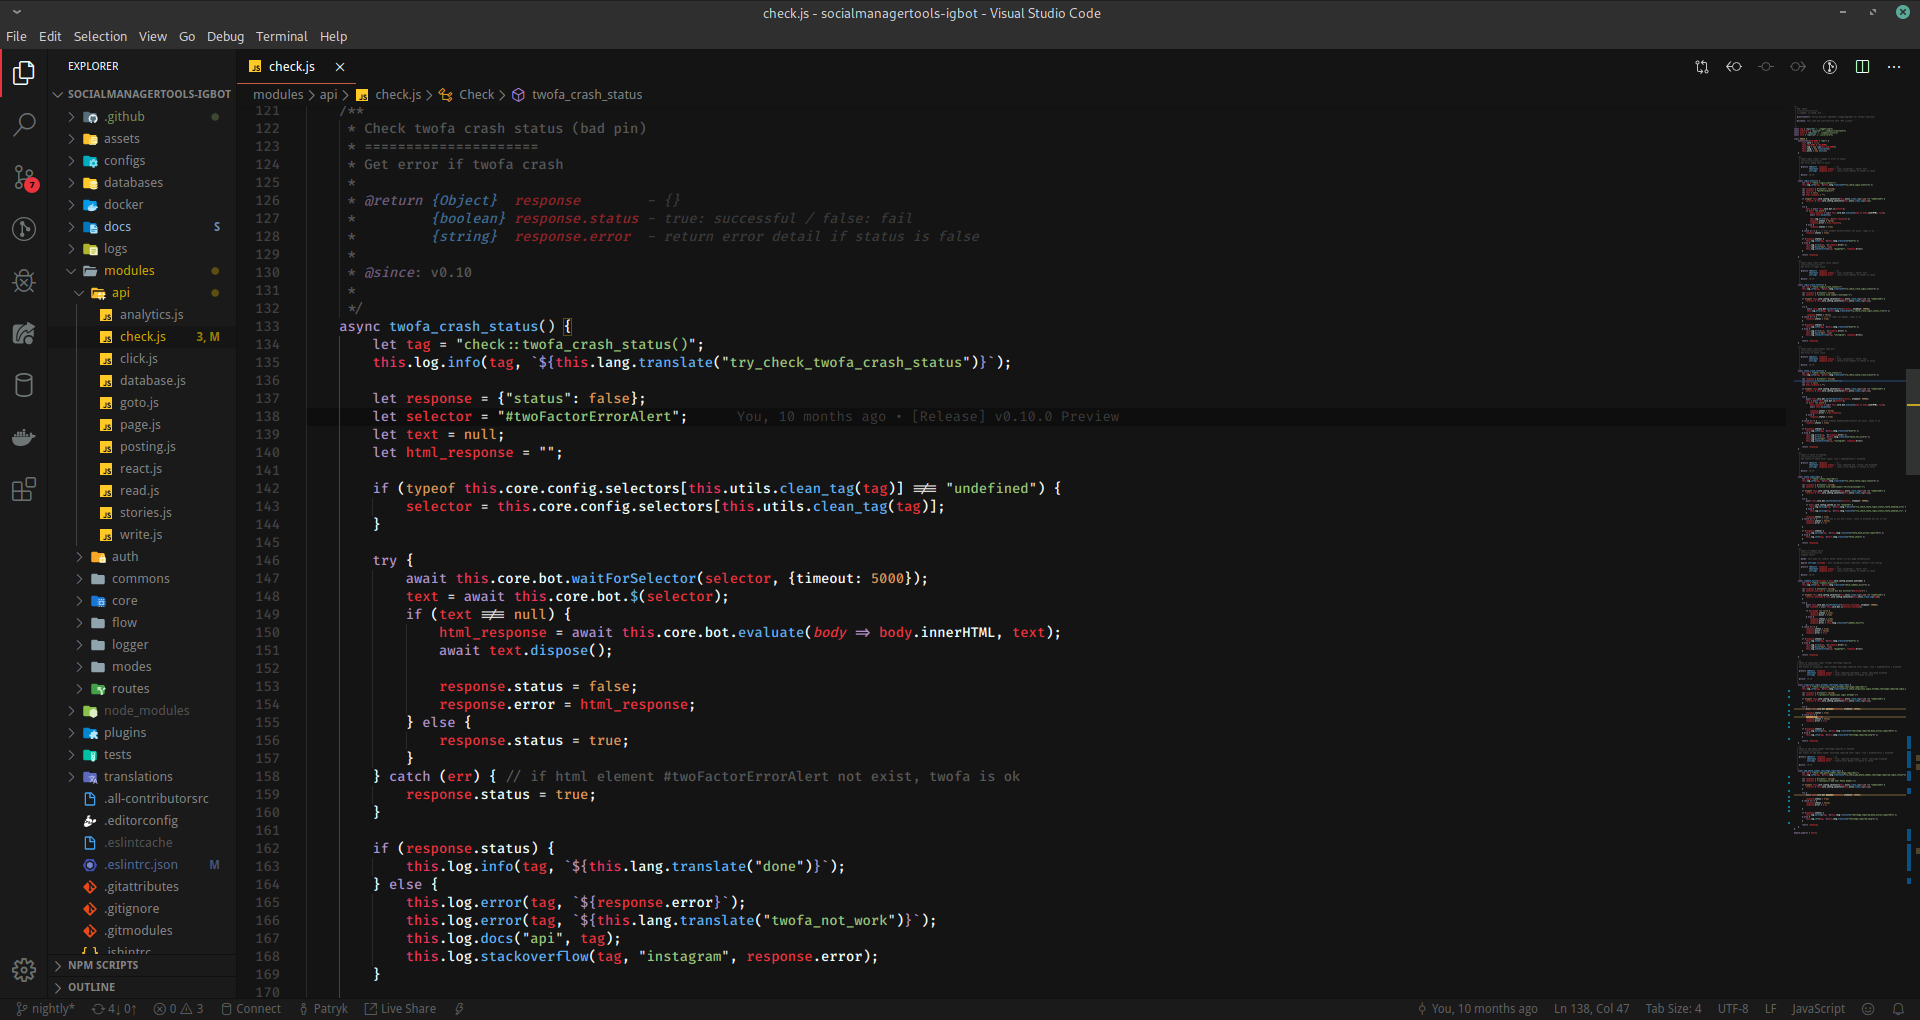 check.js - socialmanagertools-igbot - Visual Studio Code
File Edit Selection View Go Debug Terminal Help
EXPLORER
SOCIALMANAGERTOOLS-IGBOT
.github
assets
configs
databases
docker
docs S
logs
modules
api
analytics.js
check.js 3, M
click.js
database.js
goto.js
page.js
posting.js
react.js
read.js
stories.js
write.js
auth
commons
core
flow
logger
modes
routes
node_modules
plugins
tests
translations
.all-contributorsrc
.editorconfig
.eslintcache
.eslintrc.json M
.gitattributes
.gitignore
.gitmodules
.jshintrc
NPM SCRIPTS
OUTLINE
7
check.js
modules > api > check.js > Check > twofa_crash_status
121 /**
122 * Check twofa crash status (bad pin)
123 * =====================
124 * Get error if twofa crash
125 *
126 * @return {Object} response - {}
127 * {boolean} response.status - true: successful / false: fail
128 * {string} response.error - return error detail if status is false
129 *
130 * @since: v0.10
131 *
132 */
133 async twofa_crash_status() {
134 let tag = "check::twofa_crash_status()";
135 this.log.info(tag, `${this.lang.translate("try_check_twofa_crash_status")}`);
136
137 let response = {"status": false};
138 let selector = "#twoFactorErrorAlert"; You, 10 months ago • [Release] v0.10.0 Preview
139 let text = null;
140 let html_response = "";
141
142 if (typeof this.core.config.selectors[this.utils.clean_tag(tag)] !== "undefined") {
143 selector = this.core.config.selectors[this.utils.clean_tag(tag)];
144 }
145
146 try {
147 await this.core.bot.waitForSelector(selector, {timeout: 5000});
148 text = await this.core.bot.$(selector);
149 if (text !== null) {
150 html_response = await this.core.bot.evaluate(body => body.innerHTML, text);
151 await text.dispose();
152
153 response.status = false;
154 response.error = html_response;
155 } else {
156 response.status = true;
157 }
158 } catch (err) { // if html element #twoFactorErrorAlert not exist, twofa is ok
159 response.status = true;
160 }
161
162 if (response.status) {
163 this.log.info(tag, `${this.lang.translate("done")}`);
164 } else {
165 this.log.error(tag, `${response.error}`);
166 this.log.error(tag, `${this.lang.translate("twofa_not_work")}`);
167 this.log.docs("api", tag);
168 this.log.stackoverflow(tag, "instagram", response.error);
169 }
170
nightly* 4↓ 0↑ 0 3 Connect Patryk Live Share You, 10 months ago Ln 138, Col 47 Tab Size: 4 UTF-8 LF JavaScript